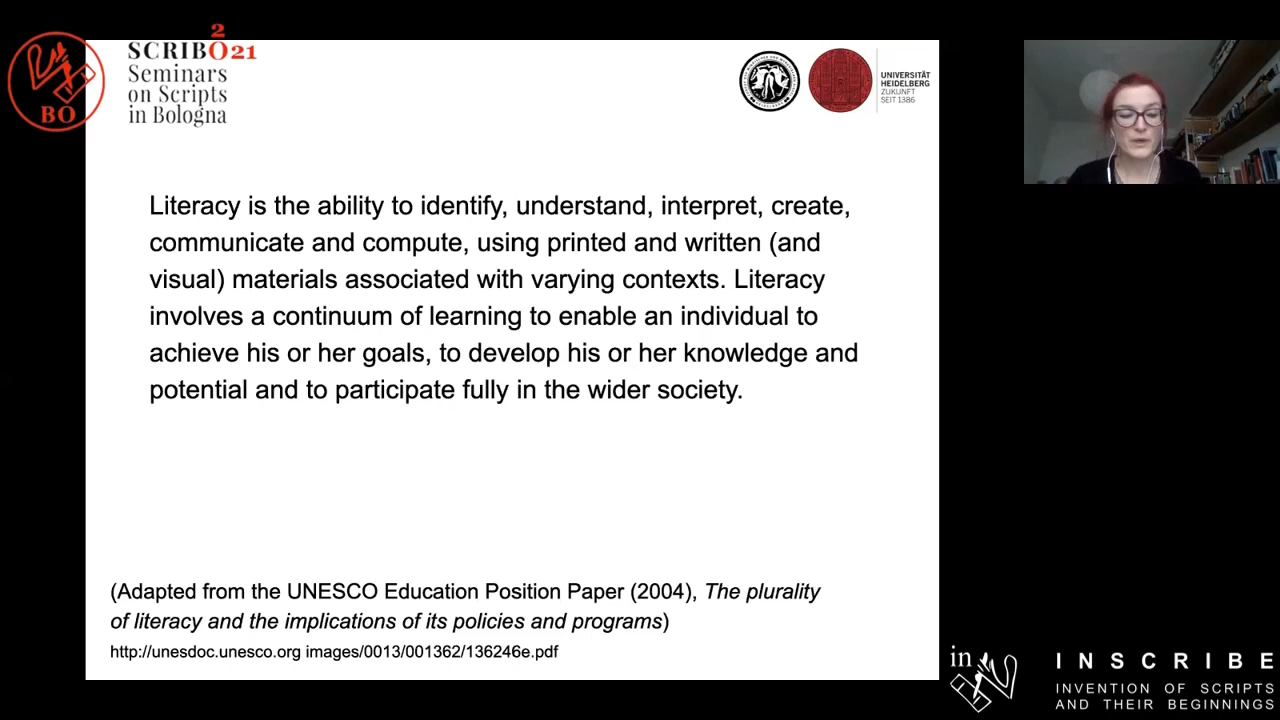 SCRIBO 2021
Seminars
on Scripts
in Bologna
BO
UNIVERSITÄT
HEIDELBERG
ZUKUNFT
SEIT 1386
Literacy is the ability to identify, understand, interpret, create,
communicate and compute, using printed and written (and
visual) materials associated with varying contexts. Literacy
involves a continuum of learning to enable an individual to
achieve his or her goals, to develop his or her knowledge and
potential and to participate fully in the wider society.
(Adapted from the UNESCO Education Position Paper (2004), The plurality
of literacy and the implications of its policies and programs)
http://unesdoc.unesco.org images/0013/001362/136246e.pdf
in
INSCRIBE
INVENTION OF SCRIPTS
AND THEIR BEGINNINGS